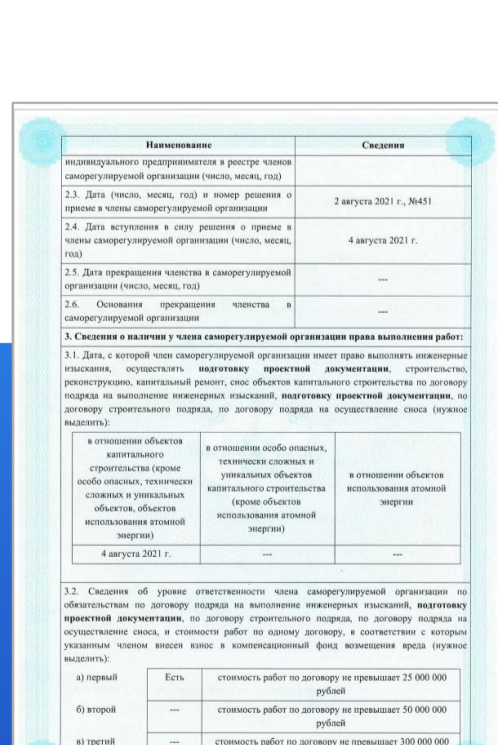 Наименование
Сведения
индивидуального предпринимателя в реестре членов
саморегулируемой организации (число, месяц, год)
2.3. Дата (число, месяц, год) и номер решения о
приеме в члены саморегулируемой организации
2 августа 2021 г., №451
2.4. Дата вступления в силу решения о приеме в
члены саморегулируемой организации (число, месяц,
год)
4 августа 2021 г.
2.5. Дата прекращения членства в саморегулируемой
организации (число, месяц, год)
---
2.6. Основания прекращения членства в
саморегулируемой организации
---
3. Сведения о наличии у члена саморегулируемой организации права выполнения работ:
3.1. Дата, с которой член саморегулируемой организации имеет право выполнять инженерные
изыскания, осуществлять подготовку проектной документации, строительство,
реконструкцию, капитальный ремонт, снос объектов капитального строительства по договору
подряда на выполнение инженерных изысканий, подготовку проектной документации, по
договору строительного подряда, по договору подряда на осуществление сноса (нужное
выделить):
в отношении объектов
капитального
строительства (кроме
особо опасных, технически
сложных и уникальных
объектов, объектов
использования атомной
энергии)
в отношении особо опасных,
технически сложных и
уникальных объектов
капитального строительства
(кроме объектов
использования атомной
энергии)
в отношении объектов
использования атомной
энергии
4 августа 2021 г.
---
---
3.2. Сведения об уровне ответственности члена саморегулируемой организации по
обязательствам по договору подряда на выполнение инженерных изысканий, подготовку
проектной документации, по договору строительного подряда, по договору подряда на
осуществление сноса, и стоимости работ по одному договору, в соответствии с которым
указанным членом внесен взнос в компенсационный фонд возмещения вреда (нужное
выделить):
а) первый
Есть
стоимость работ по договору не превышает 25 000 000
рублей
б) второй
---
стоимость работ по договору не превышает 50 000 000
рублей
в) третий
---
стоимость работ по договору не превышает 300 000 000